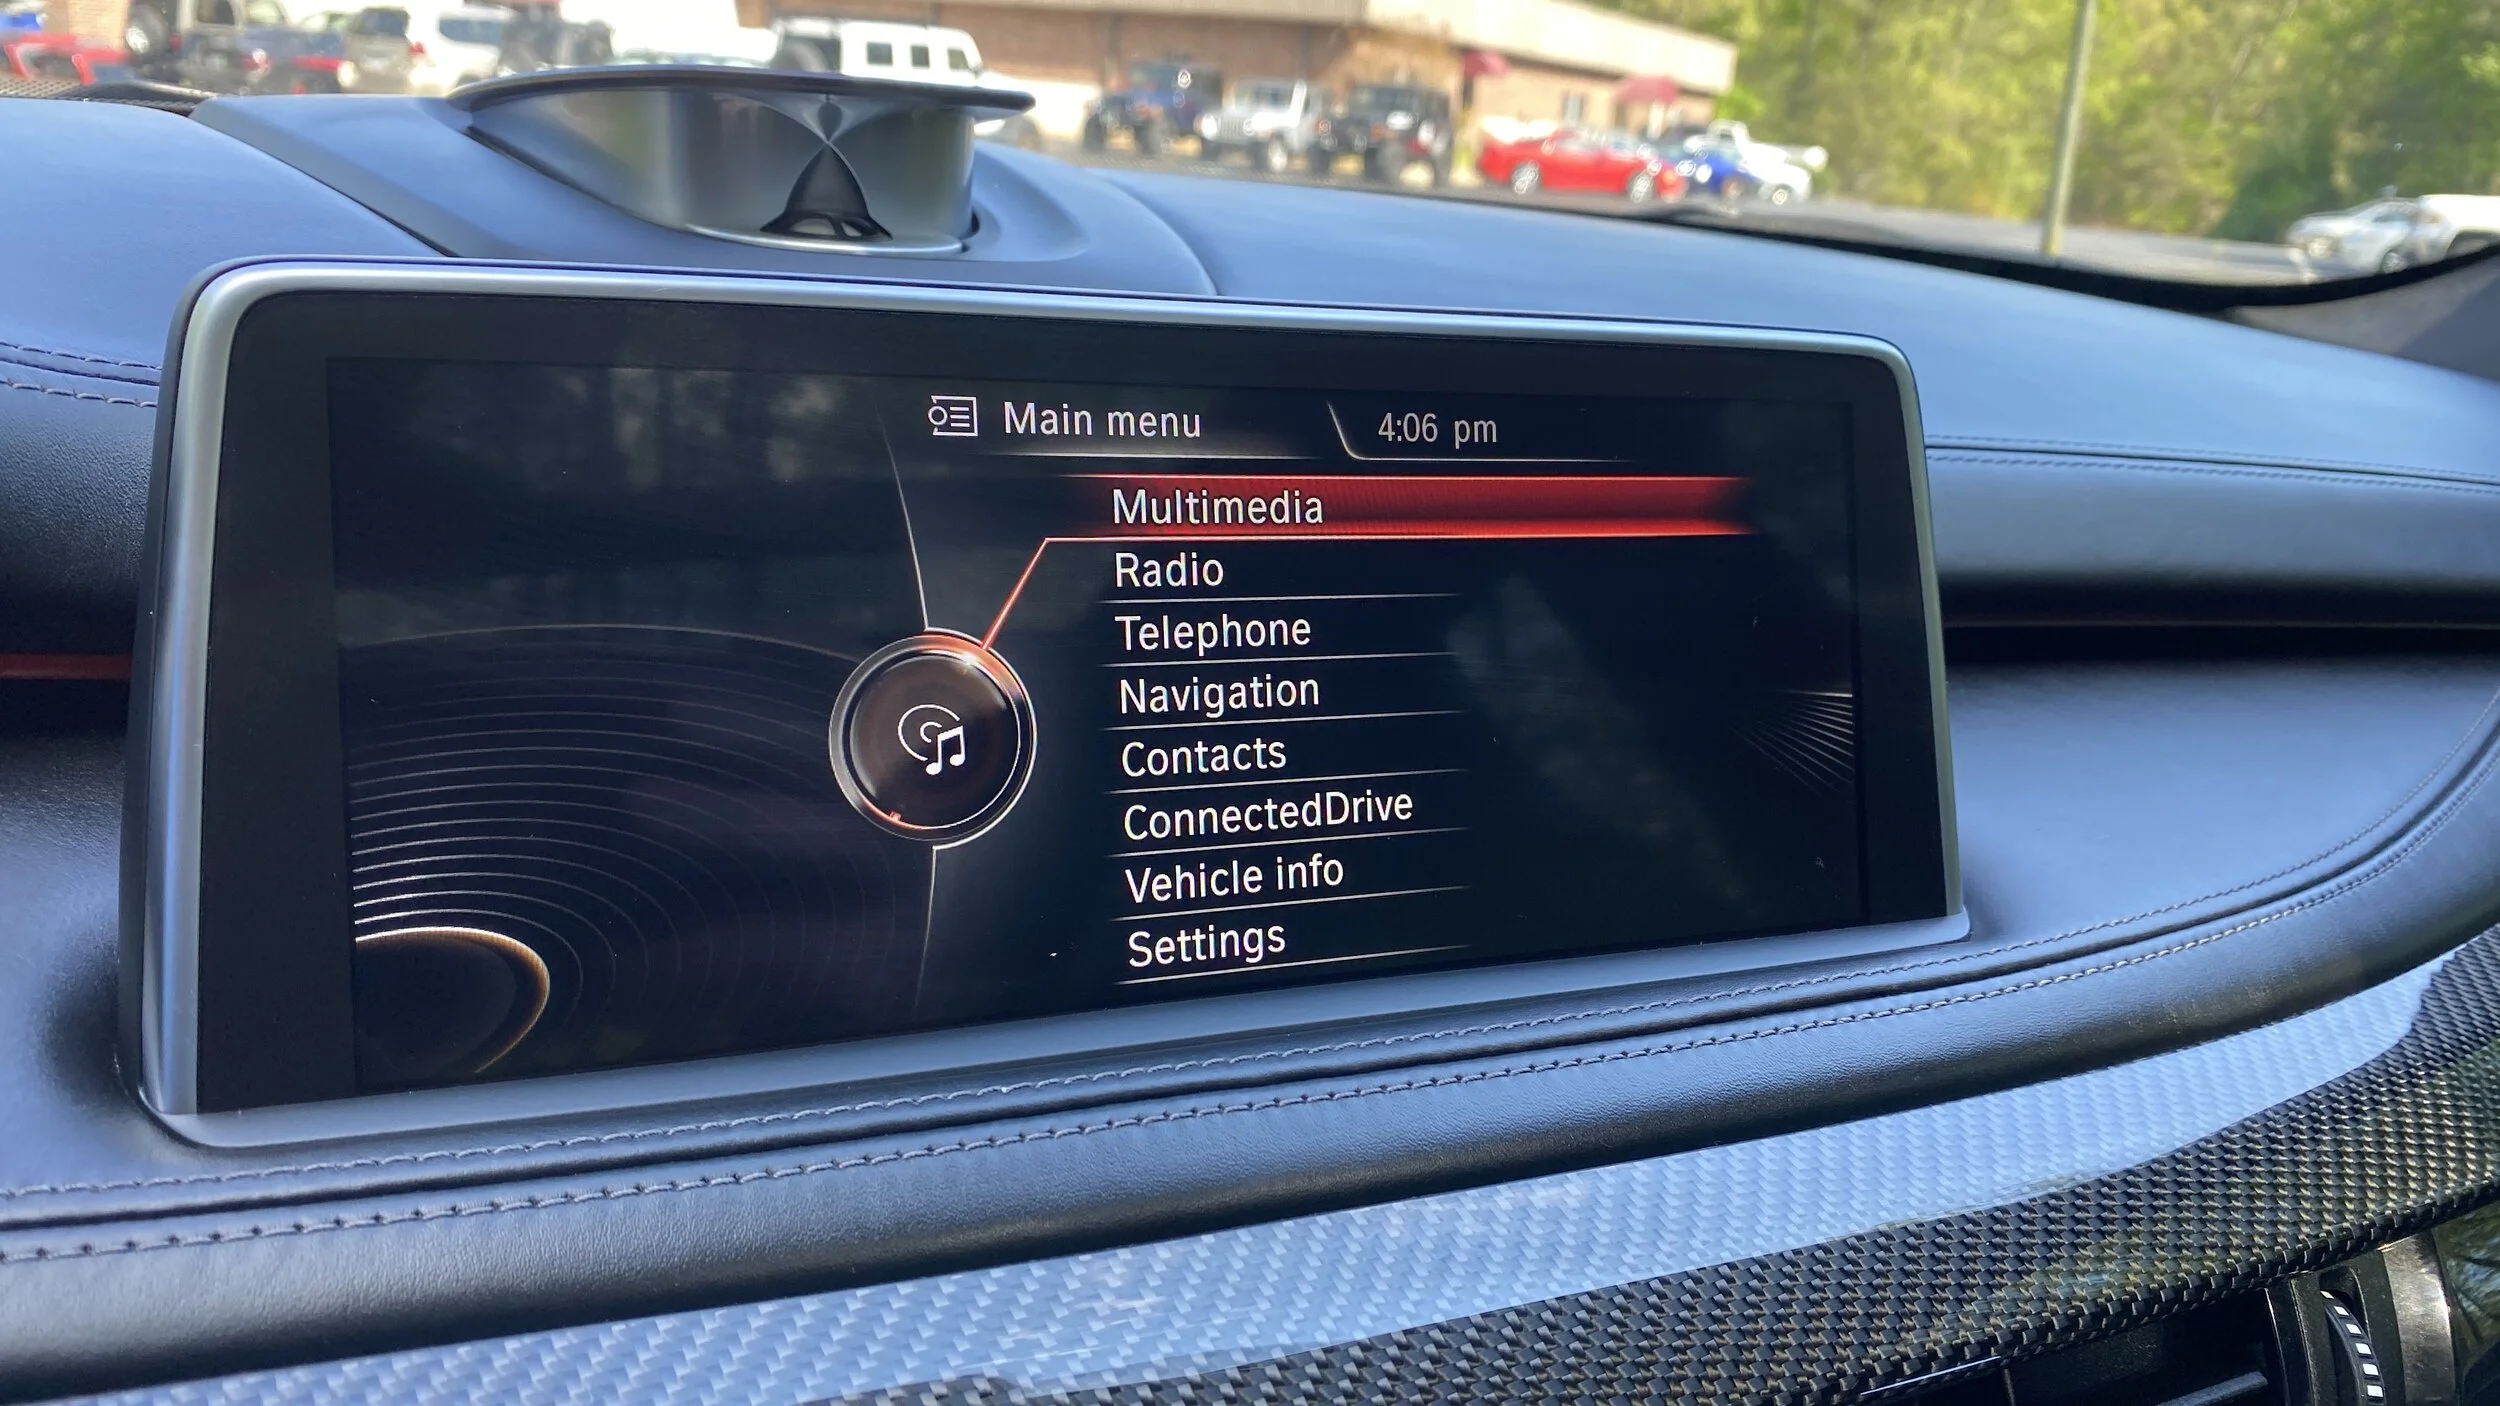 Main menu
4:06 pm
Multimedia
Radio
Telephone
Navigation
Contacts
ConnectedDrive
Vehicle info
Settings